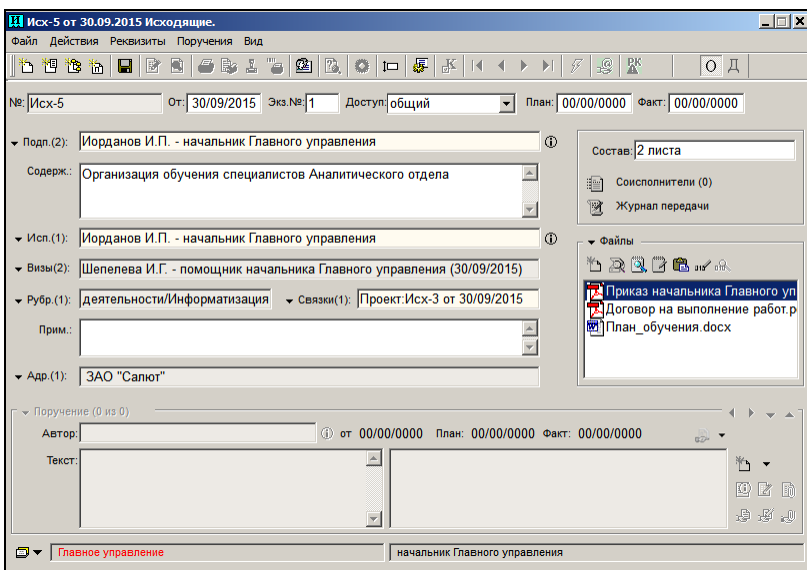 Исх-5 от 30.09.2015 Исходящие.
Файл Действия Реквизиты Поручения Вид
О Д
№: Исх-5 От: 30/09/2015 Экз.№: 1 Доступ: общий План: 00/00/0000 Факт: 00/00/0000
Подп.(2): Иорданов И.П. - начальник Главного управления
Состав: 2 листа
Содерж.: Организация обучения специалистов Аналитического отдела
Соисполнители (0)
Журнал передачи
Исп.(1): Иорданов И.П. - начальник Главного управления
Файлы
Визы(2): Шепелева И.Г. - помощник начальника Главного управления (30/09/2015)
Рубр.(1): деятельности/Информатизация Связки(1): Проект:Исх-3 от 30/09/2015
Приказ начальника Главного уп
Договор на выполнение работ.р
План_обучения.docx
Прим.:
Адр.(1): ЗАО "Салют"
Поручение (0 из 0)
Автор: от 00/00/0000 План: 00/00/0000 Факт: 00/00/0000
Текст:
Главное управление начальник Главного управления